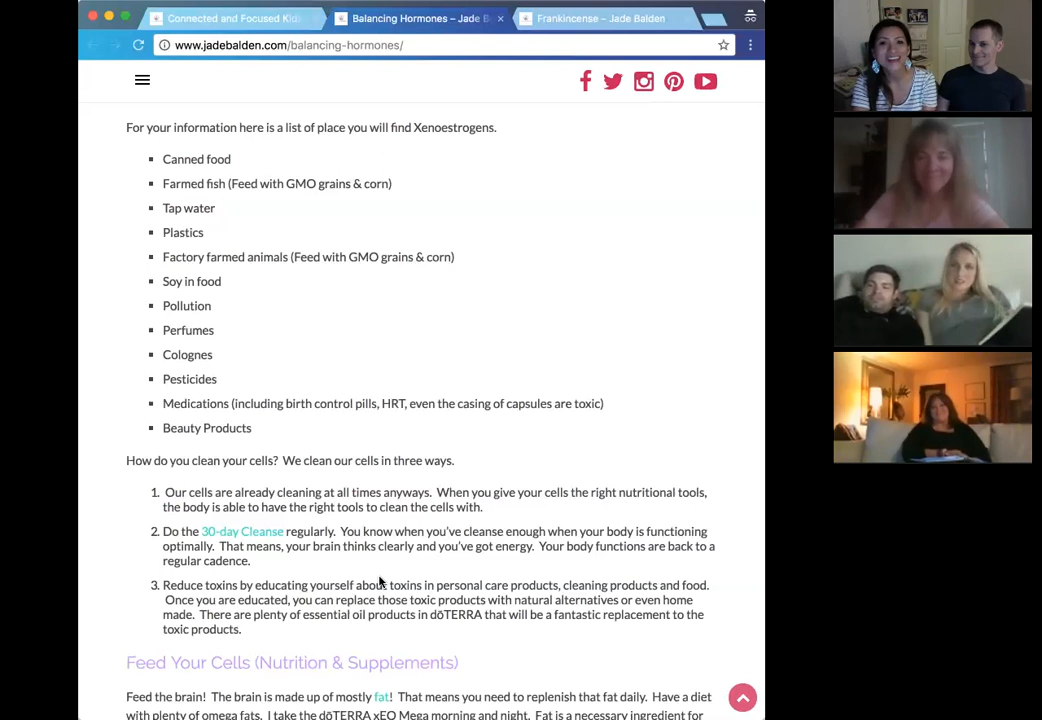 Connected and Focused Kid
Balancing Hormones – Jade B
Frankincense – Jade Balden
www.jadebalden.com/balancing-hormones/
For your information here is a list of place you will find Xenoestrogens.
Canned food
Farmed fish (Feed with GMO grains & corn)
Tap water
Plastics
Factory farmed animals (Feed with GMO grains & corn)
Soy in food
Pollution
Perfumes
Colognes
Pesticides
Medications (including birth control pills, HRT, even the casing of capsules are toxic)
Beauty Products
How do you clean your cells? We clean our cells in three ways.
1. Our cells are already cleaning at all times anyways. When you give your cells the right nutritional tools,
the body is able to have the right tools to clean the cells with.
2. Do the 30-day Cleanse regularly. You know when you've cleanse enough when your body is functioning
optimally. That means, your brain thinks clearly and you've got energy. Your body functions are back to a
regular cadence.
3. Reduce toxins by educating yourself about toxins in personal care products, cleaning products and food.
Once you are educated, you can replace those toxic products with natural alternatives or even home
made. There are plenty of essential oil products in dōTERRA that will be a fantastic replacement to the
toxic products.
Feed Your Cells (Nutrition & Supplements)
Feed the brain! The brain is made up of mostly fat! That means you need to replenish that fat daily. Have a diet
with plenty of omega fats. I take the dōTERRA xEO Mega morning and night. Fat is a necessary ingredient for